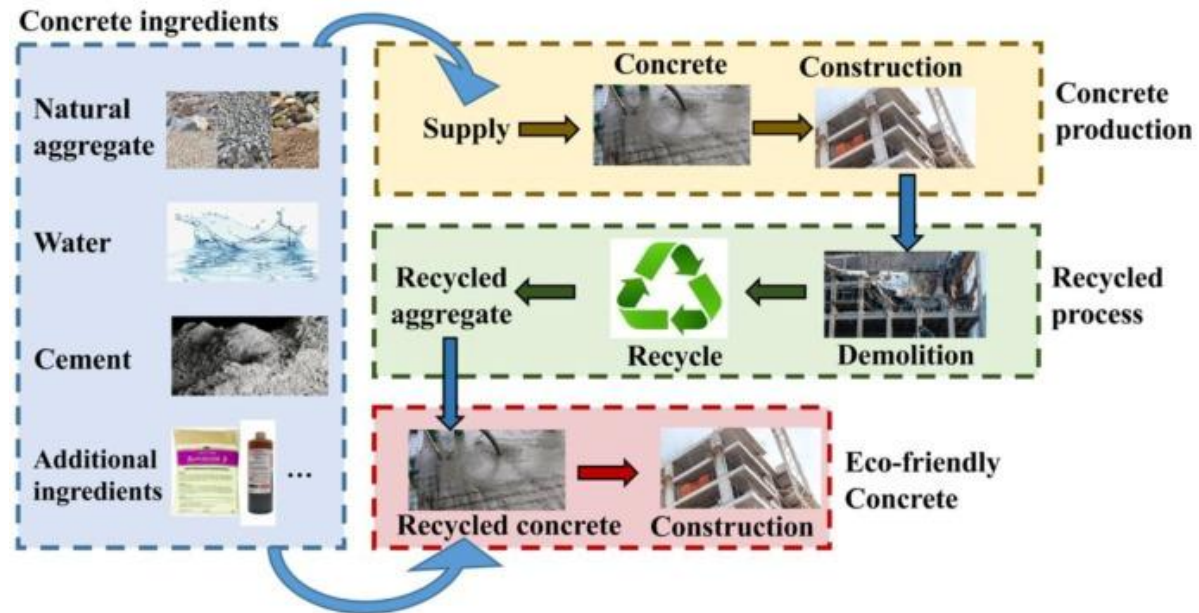 Concrete ingredients
Natural
aggregate
Water
Cement
Additional
ingredients
...
Supply
Concrete
Construction
Concrete
production
Recycled
aggregate
Recycle
Demolition
Recycled
process
Recycled concrete
Construction
Eco-friendly
Concrete